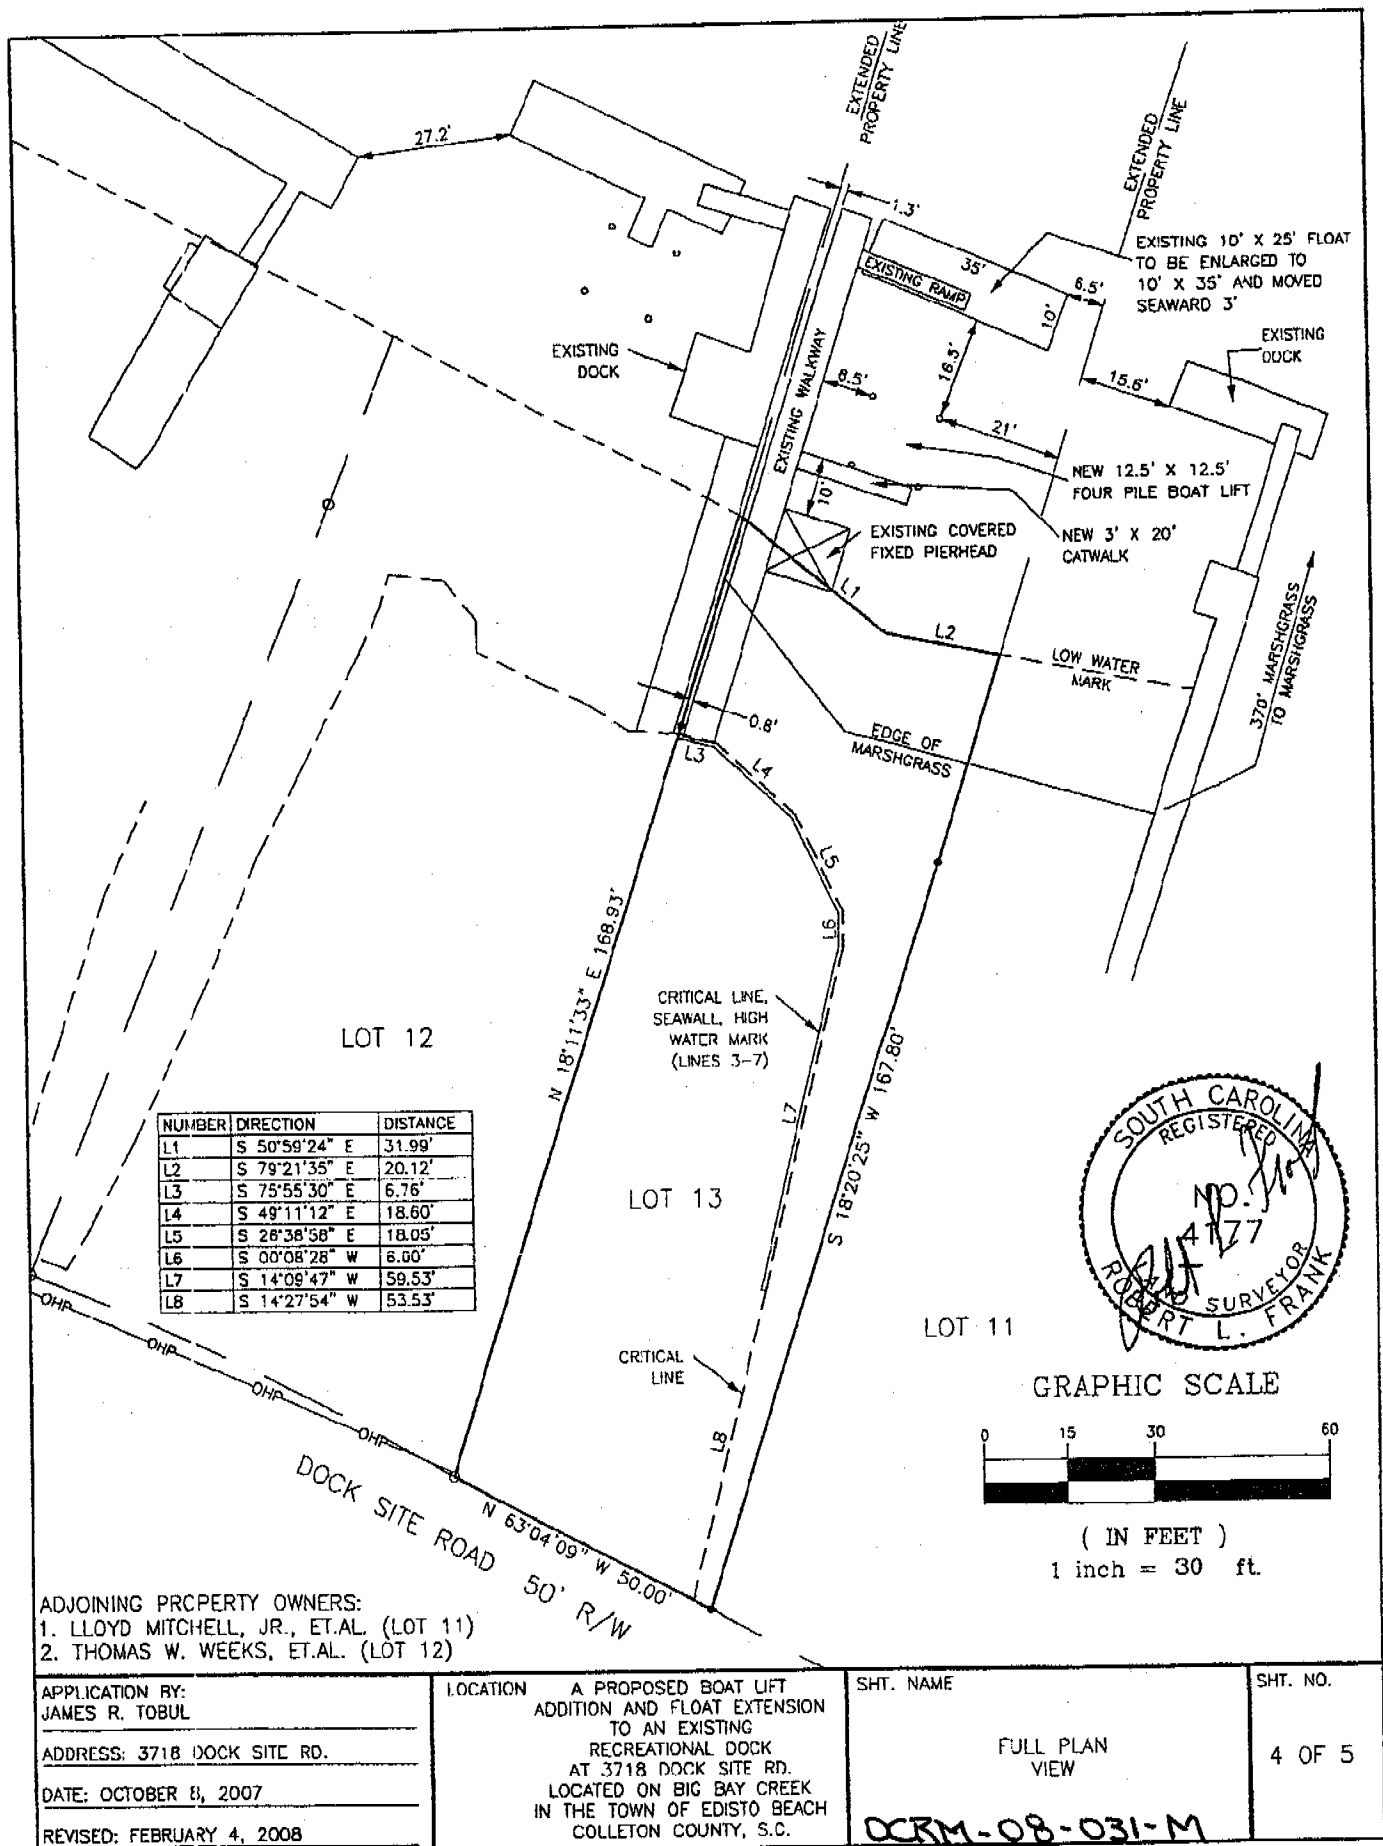 EXTENDED
PROPERTY LINE
EXTENDED
PROPERTY LINE
27.2'
1.3'
35'
EXISTING RAMP
10'
6.5'
EXISTING 10' X 25' FLOAT
TO BE ENLARGED TO
10' X 35' AND MOVED
SEAWARD 3'
EXISTING
DOCK
EXISTING
DOCK
EXISTING WALKWAY
8.5'
16.5'
15.6'
21'
NEW 12.5' X 12.5'
FOUR PILE BOAT LIFT
10'
EXISTING COVERED
FIXED PIERHEAD
NEW 3' X 20'
CATWALK
L1
L2
LOW WATER
MARK
370' MARSHGRASS
TO MARSHGRASS
0.8'
EDGE OF
MARSHGRASS
L3
L4
L5
L6
N 18°11'33" E 168.93'
CRITICAL LINE,
SEAWALL, HIGH
WATER MARK
(LINES 3-7)
S 18°20'25" W 167.80'
LOT 12
L7
NUMBER DIRECTION DISTANCE
L1 S 50°59'24" E 31.99'
L2 S 79°21'35" E 20.12'
L3 S 75°55'30" E 6.76'
L4 S 49°11'12" E 18.60'
L5 S 26°38'58" E 18.05'
L6 S 00°08'28" W 6.00'
L7 S 14°09'47" W 59.53'
L8 S 14°27'54" W 53.53'
LOT 13
SOUTH CAROLINA
REGISTERED
NO.
4177
LAND SURVEYOR
ROBERT L. FRANK
LOT 11
OHP
OHP
OHP
OHP
CRITICAL
LINE
L8
GRAPHIC SCALE
0 15 30 60
( IN FEET )
1 inch = 30 ft.
DOCK SITE ROAD 50' R/W
N 63°04'09" W 50.00'
ADJOINING PROPERTY OWNERS:
1. LLOYD MITCHELL, JR., ET.AL. (LOT 11)
2. THOMAS W. WEEKS, ET.AL. (LOT 12)
APPLICATION BY:
JAMES R. TOBUL
ADDRESS: 3718 DOCK SITE RD.
DATE: OCTOBER 8, 2007
REVISED: FEBRUARY 4, 2008
LOCATION A PROPOSED BOAT LIFT
ADDITION AND FLOAT EXTENSION
TO AN EXISTING
RECREATIONAL DOCK
AT 3718 DOCK SITE RD.
LOCATED ON BIG BAY CREEK
IN THE TOWN OF EDISTO BEACH
COLLETON COUNTY, S.C.
SHT. NAME
FULL PLAN
VIEW
OCRM-08-031-M
SHT. NO.
4 OF 5